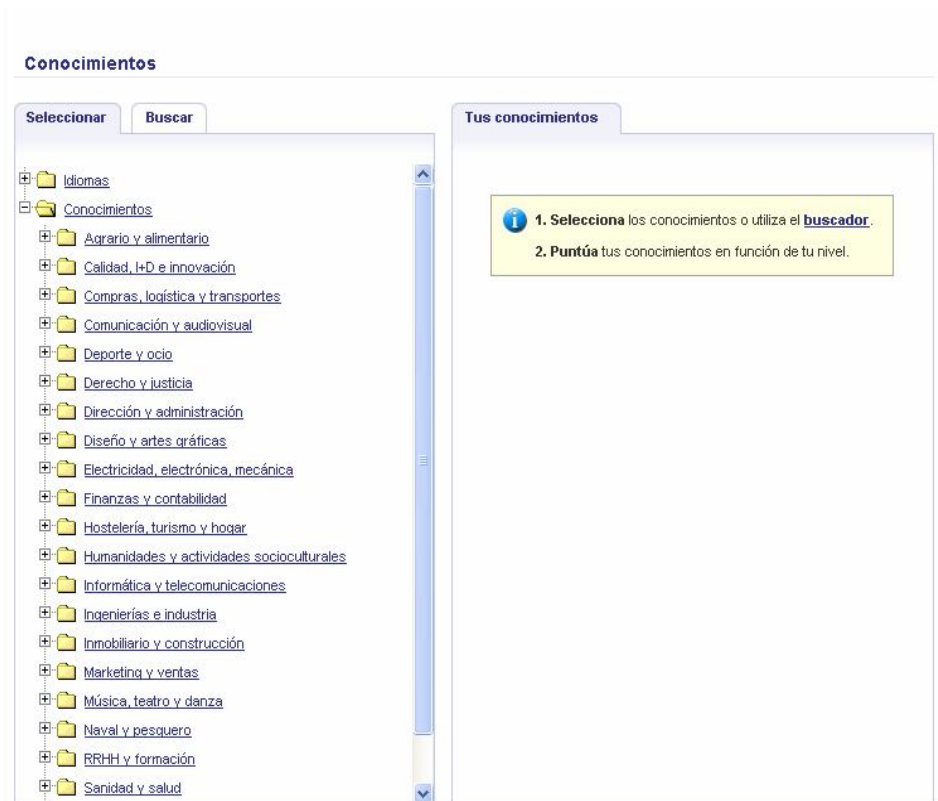 Conocimientos
Seleccionar
Buscar
Idiomas
Conocimientos
Agrario y alimentario
Calidad, I+D e innovación
Compras, logística y transportes
Comunicación y audiovisual
Deporte y ocio
Derecho y justicia
Dirección y administración
Diseño y artes gráficas
Electricidad, electrónica, mecánica
Finanzas y contabilidad
Hostelería, turismo y hogar
Humanidades y actividades socioculturales
Informática y telecomunicaciones
Ingenierías e industria
Inmobiliario y construcción
Marketing y ventas
Música, teatro y danza
Naval y pesquero
RRHH y formación
Sanidad y salud
Tus conocimientos
1. Selecciona los conocimientos o utiliza el buscador.
2. Puntúa tus conocimientos en función de tu nivel.